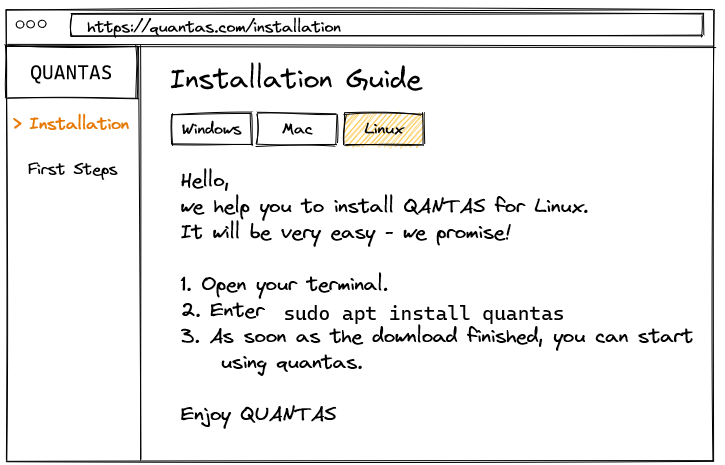 https://quantas.com/installation
QUANTAS
> Installation
First Steps
Installation Guide
Windows
Mac
Linux
Hello,
we help you to install QANTAS for Linux.
It will be very easy - we promise!
1. Open your terminal.
2. Enter sudo apt install quantas
3. As soon as the download finished, you can start
using quantas.
Enjoy QUANTAS